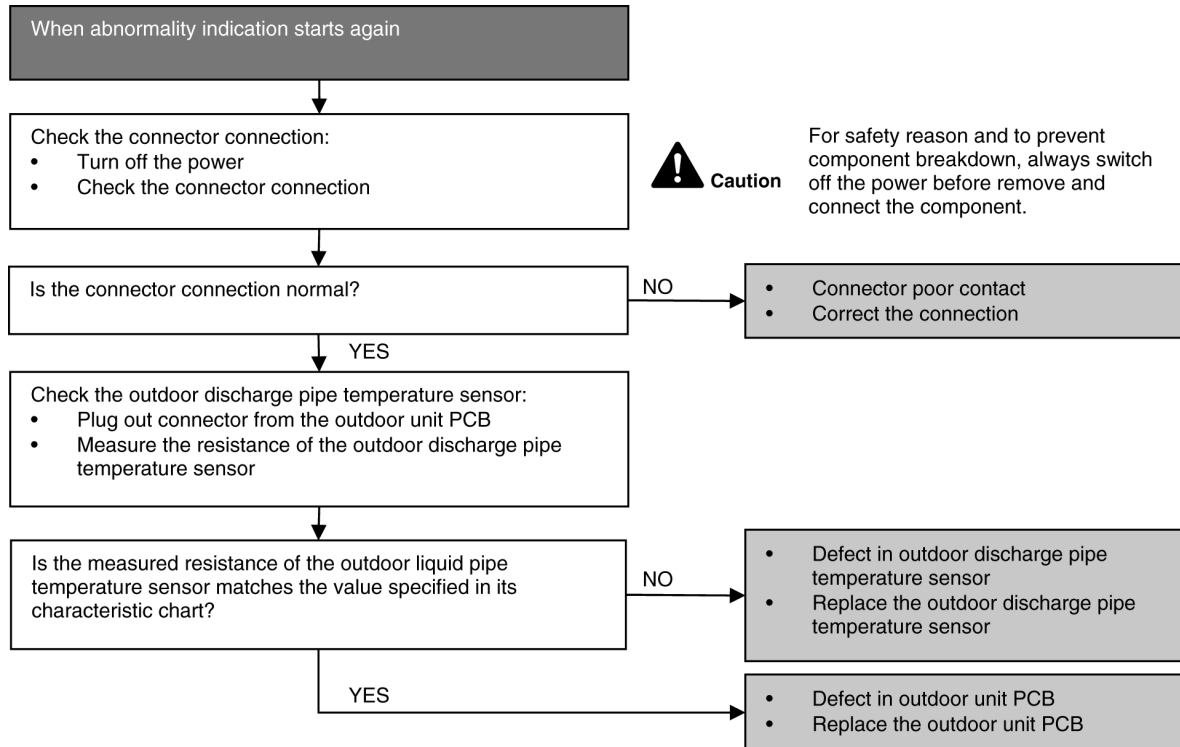 When abnormality indication starts again
Check the connector connection:
• Turn off the power
• Check the connector connection
Caution
For safety reason and to prevent
component breakdown, always switch
off the power before remove and
connect the component.
Is the connector connection normal?
NO
• Connector poor contact
• Correct the connection
YES
Check the outdoor discharge pipe temperature sensor:
• Plug out connector from the outdoor unit PCB
• Measure the resistance of the outdoor discharge pipe
temperature sensor
Is the measured resistance of the outdoor liquid pipe
temperature sensor matches the value specified in its
characteristic chart?
NO
• Defect in outdoor discharge pipe
temperature sensor
• Replace the outdoor discharge pipe
temperature sensor
YES
• Defect in outdoor unit PCB
• Replace the outdoor unit PCB